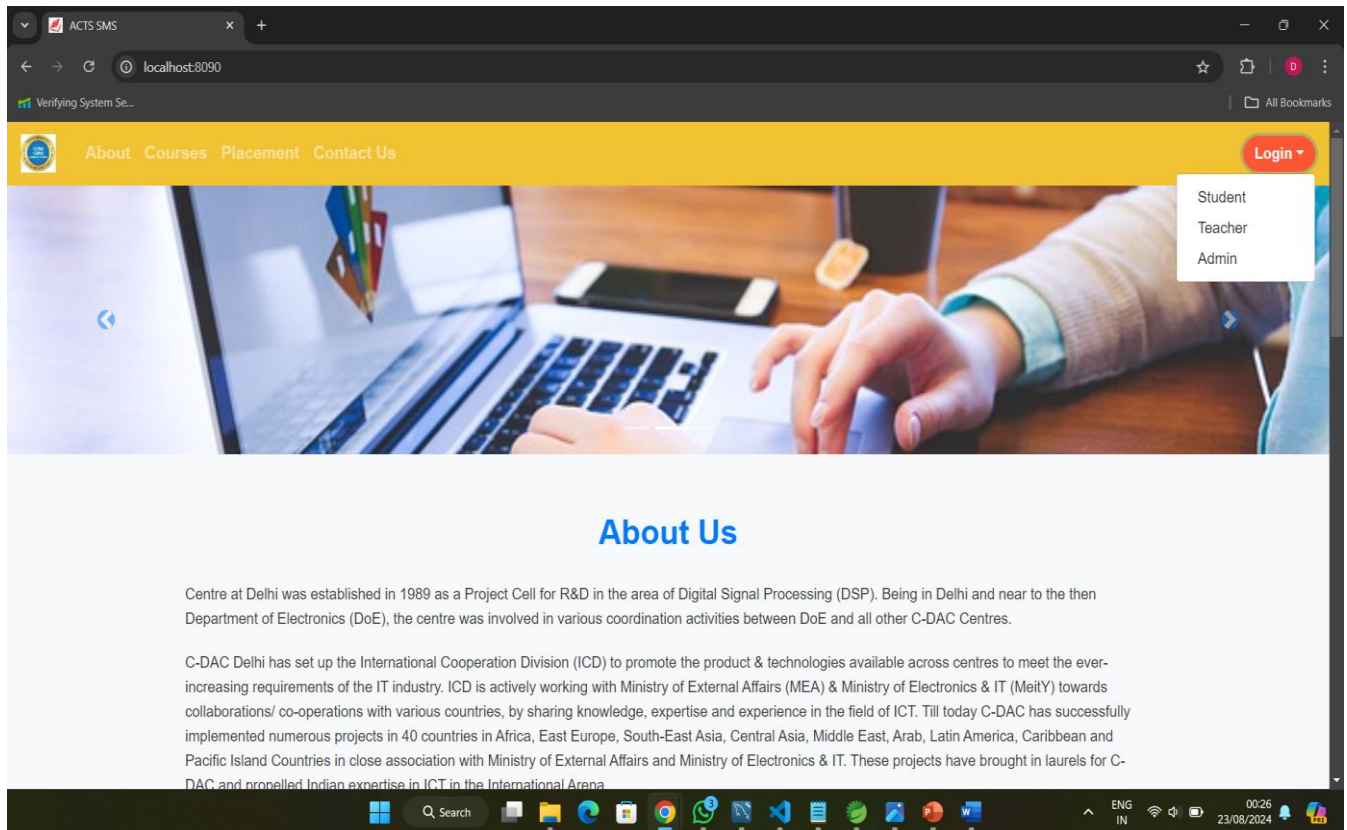 ACTS SMS
localhost:8090
D
Verifying System Se...
All Bookmarks
About Courses Placement Contact Us
Login
Student
Teacher
Admin
About Us
Centre at Delhi was established in 1989 as a Project Cell for R&D in the area of Digital Signal Processing (DSP). Being in Delhi and near to the then
Department of Electronics (DoE), the centre was involved in various coordination activities between DoE and all other C-DAC Centres.
C-DAC Delhi has set up the International Cooperation Division (ICD) to promote the product & technologies available across centres to meet the ever-
increasing requirements of the IT industry. ICD is actively working with Ministry of External Affairs (MEA) & Ministry of Electronics & IT (MeitY) towards
collaborations/ co-operations with various countries, by sharing knowledge, expertise and experience in the field of ICT. Till today C-DAC has successfully
implemented numerous projects in 40 countries in Africa, East Europe, South-East Asia, Central Asia, Middle East, Arab, Latin America, Caribbean and
Pacific Island Countries in close association with Ministry of External Affairs and Ministry of Electronics & IT. These projects have brought in laurels for C-
DAC and propelled Indian expertise in ICT in the International Arena
Search
3
ENG
IN
00:26
23/08/2024
PRE